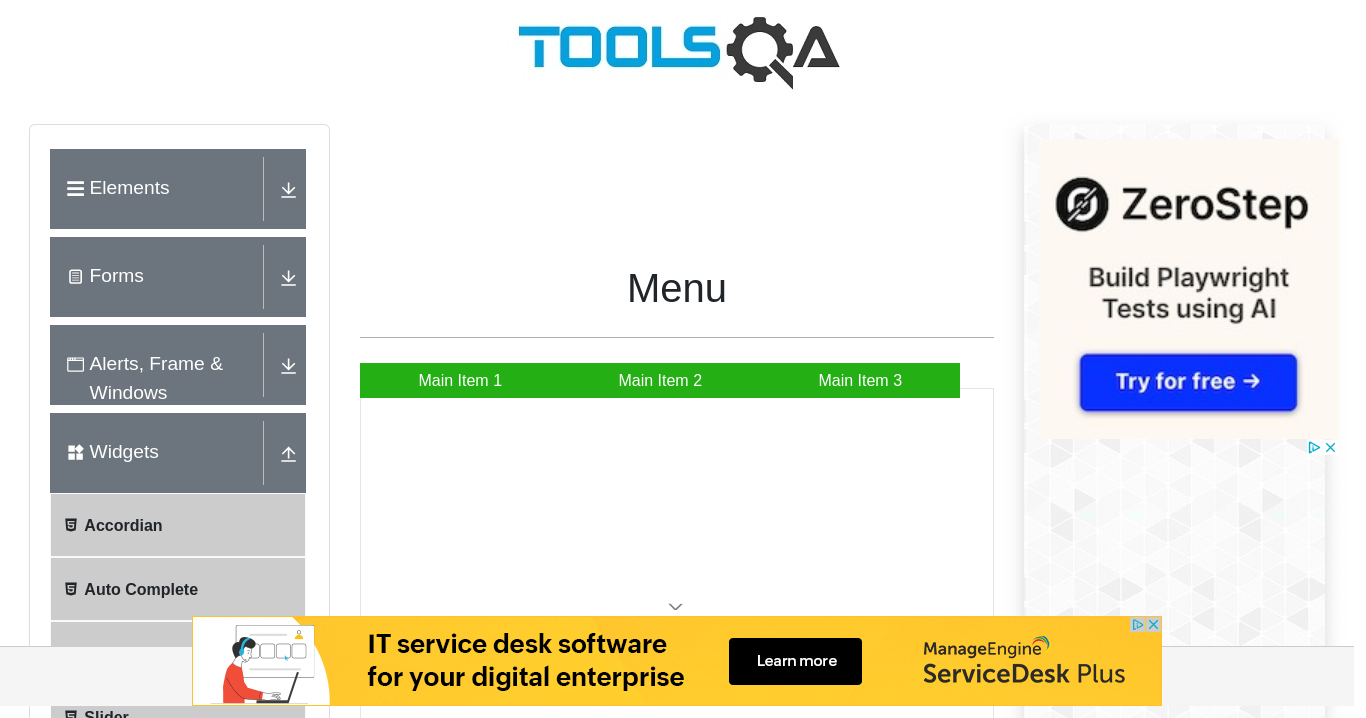 TOOLSQA
Elements
Forms
Alerts, Frame &
Windows
Widgets
Accordian
Auto Complete
Slider
Menu
Main Item 1
Main Item 2
Main Item 3
ZeroStep
Build Playwright
Tests using AI
Try for free →
IT service desk software
for your digital enterprise
Learn more
ManageEngine
ServiceDesk Plus